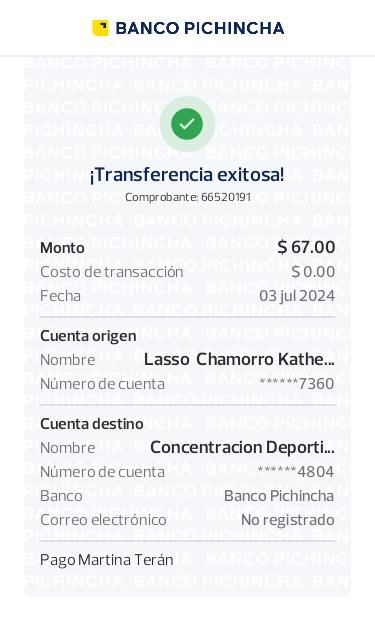 BANCO PICHINCHA
¡Transferencia exitosa!
Comprobante: 66520191
Monto $ 67.00
Costo de transacción $ 0.00
Fecha 03 jul 2024
Cuenta origen
Nombre Lasso Chamorro Kathe...
Número de cuenta ******7360
Cuenta destino
Nombre Concentracion Deporti...
Número de cuenta ******4804
Banco Banco Pichincha
Correo electrónico No registrado
Pago Martina Terán